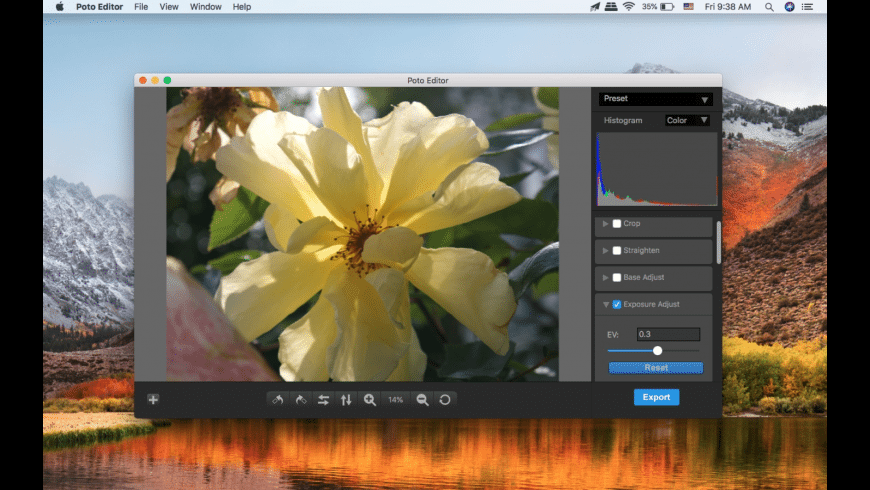 Poto Editor File View Window Help 35% Fri 9:38 AM
Poto Editor
Preset
Histogram Color
Crop
Straighten
Base Adjust
Exposure Adjust
EV: 0.3
Reset
14%
Export